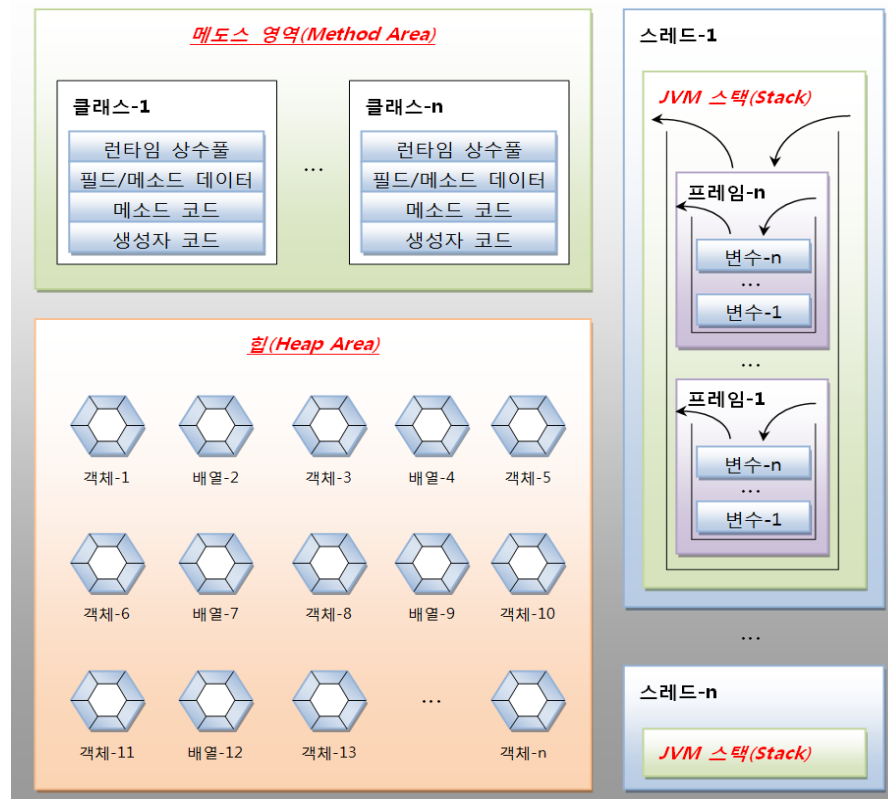 메도스 영역(Method Area)
클래스-1
런타임 상수풀
필드/메소드 데이터
메소드 코드
생성자 코드
...
클래스-n
런타임 상수풀
필드/메소드 데이터
메소드 코드
생성자 코드
힙(Heap Area)
객체-1 배열-2 객체-3 배열-4 객체-5
객체-6 배열-7 객체-8 배열-9 객체-10
...
객체-11 배열-12 객체-13 객체-n
스레드-1
JVM 스택(Stack)
프레임-n
변수-n
...
변수-1
...
프레임-1
변수-n
...
변수-1
...
스레드-n
JVM 스택(Stack)